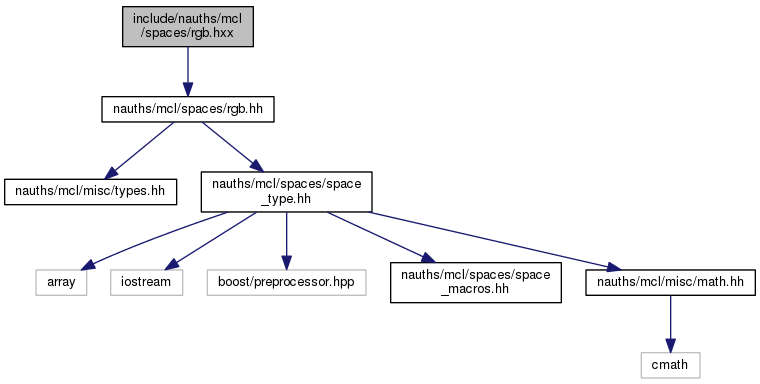 include/nauths/mcl
/spaces/rgb.hxx
nauths/mcl/spaces/rgb.hh
nauths/mcl/misc/types.hh
nauths/mcl/spaces/space
_type.hh
array
iostream
boost/preprocessor.hpp
nauths/mcl/spaces/space
_macros.hh
nauths/mcl/misc/math.hh
cmath